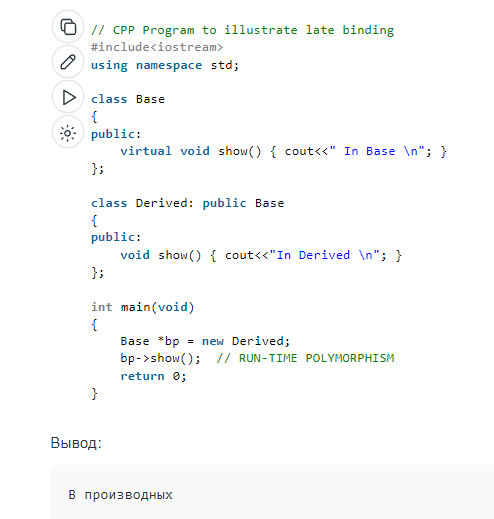 // CPP Program to illustrate late binding
#include<iostream>
using namespace std;
class Base
{
public:
    virtual void show() { cout<<" In Base \n"; }
};
class Derived: public Base
{
public:
    void show() { cout<<"In Derived \n"; }
};
int main(void)
{
    Base *bp = new Derived;
    bp->show();  // RUN-TIME POLYMORPHISM
    return 0;
}
Вывод:
В производных